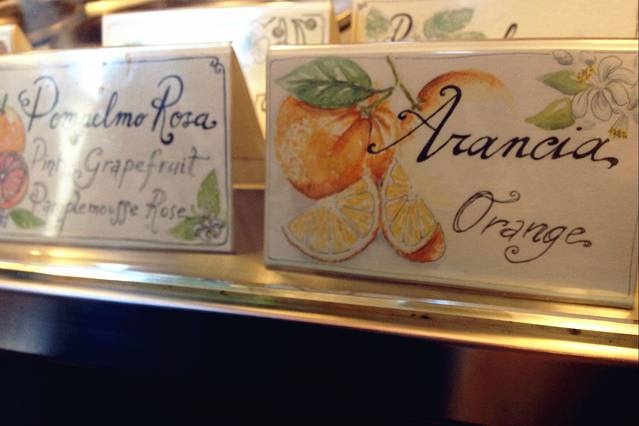 Pompelmo Rosa
Pink Grapefruit
Pamplemousse Rose
Arancia
Orange